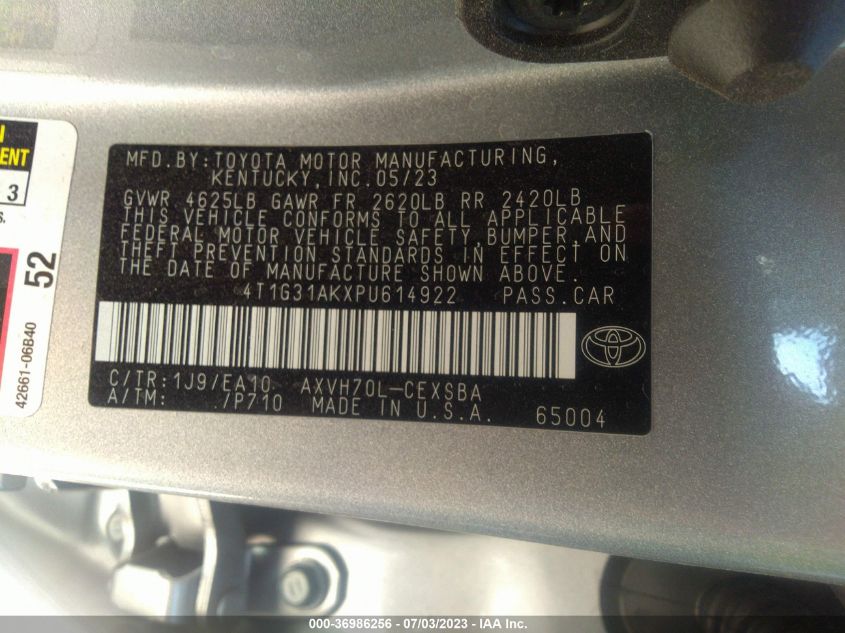 MFD.BY:TOYOTA MOTOR MANUFACTURING,
KENTUCKY,INC.05/23
GVWR 4625LB GAWR FR 2620LB RR 2420LB
THIS VEHICLE CONFORMS TO ALL APPLICABLE
FEDERAL MOTOR VEHICLE SAFETY,BUMPER,AND
THEFT PREVENTION STANDARDS IN EFFECT ON
THE DATE OF MANUFACTURE SHOWN ABOVE.
4T1G31AKXPU614922 PASS.CAR
C/TR:1J9/EA10 AXVH70L-CEXSBA
A/TM: ./P710 MADE IN U.S.A. 65004
ENT
3
s.
52
42661-06B40
000-36986256 - 07/03/2023 - IAA Inc.